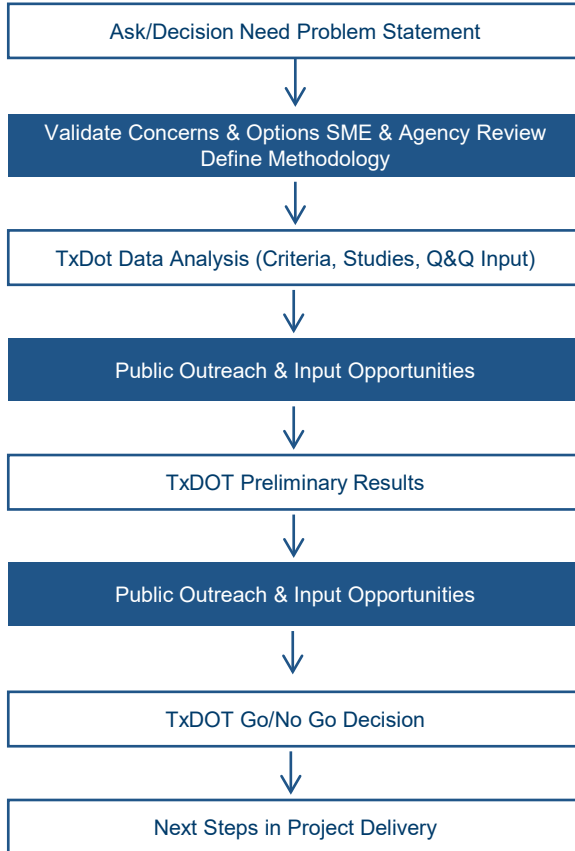 Ask/Decision Need Problem Statement
Validate Concerns & Options SME & Agency Review
Define Methodology
TxDot Data Analysis (Criteria, Studies, Q&Q Input)
Public Outreach & Input Opportunities
TxDOT Preliminary Results
Public Outreach & Input Opportunities
TxDOT Go/No Go Decision
Next Steps in Project Delivery